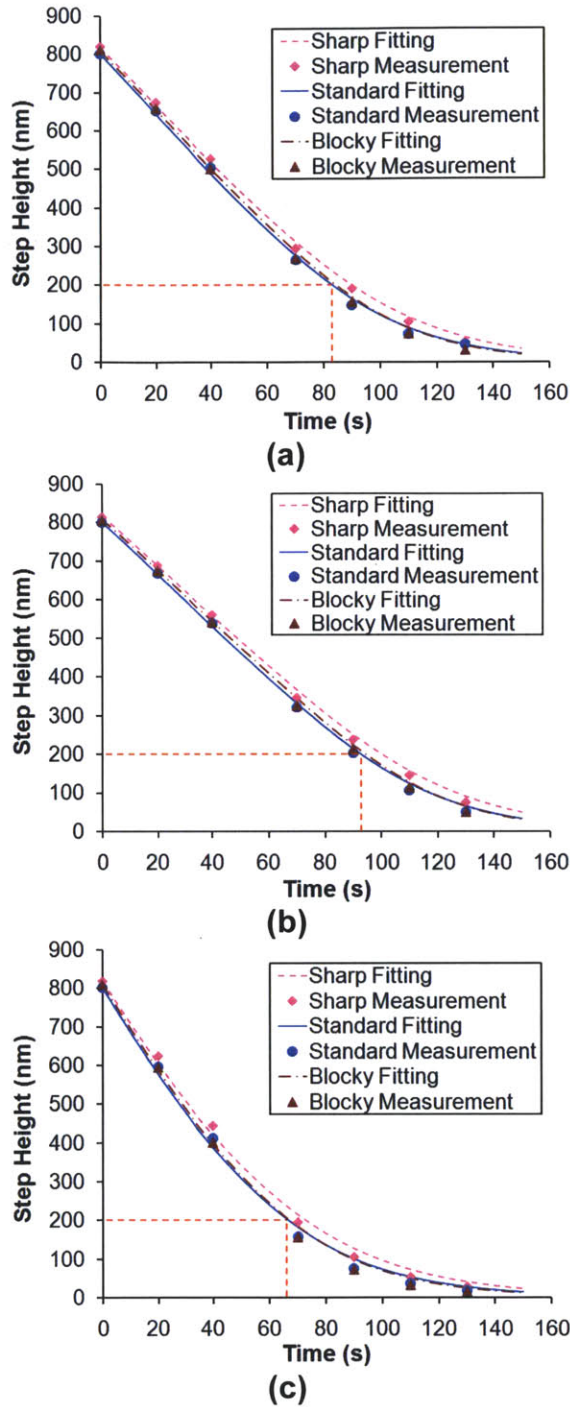 900
800
700
600
500
400
300
200
100
0
Step Height (nm)
Sharp Fitting
Sharp Measurement
Standard Fitting
Standard Measurement
Blocky Fitting
Blocky Measurement
0 20 40 60 80 100 120 140 160
Time (s)
(a)
900
800
700
600
500
400
300
200
100
0
Step Height (nm)
Sharp Fitting
Sharp Measurement
Standard Fitting
Standard Measurement
Blocky Fitting
Blocky Measurement
0 20 40 60 80 100 120 140 160
Time (s)
(b)
900
800
700
600
500
400
300
200
100
0
Step Height (nm)
Sharp Fitting
Sharp Measurement
Standard Fitting
Standard Measurement
Blocky Fitting
Blocky Measurement
0 20 40 60 80 100 120 140 160
Time (s)
(c)